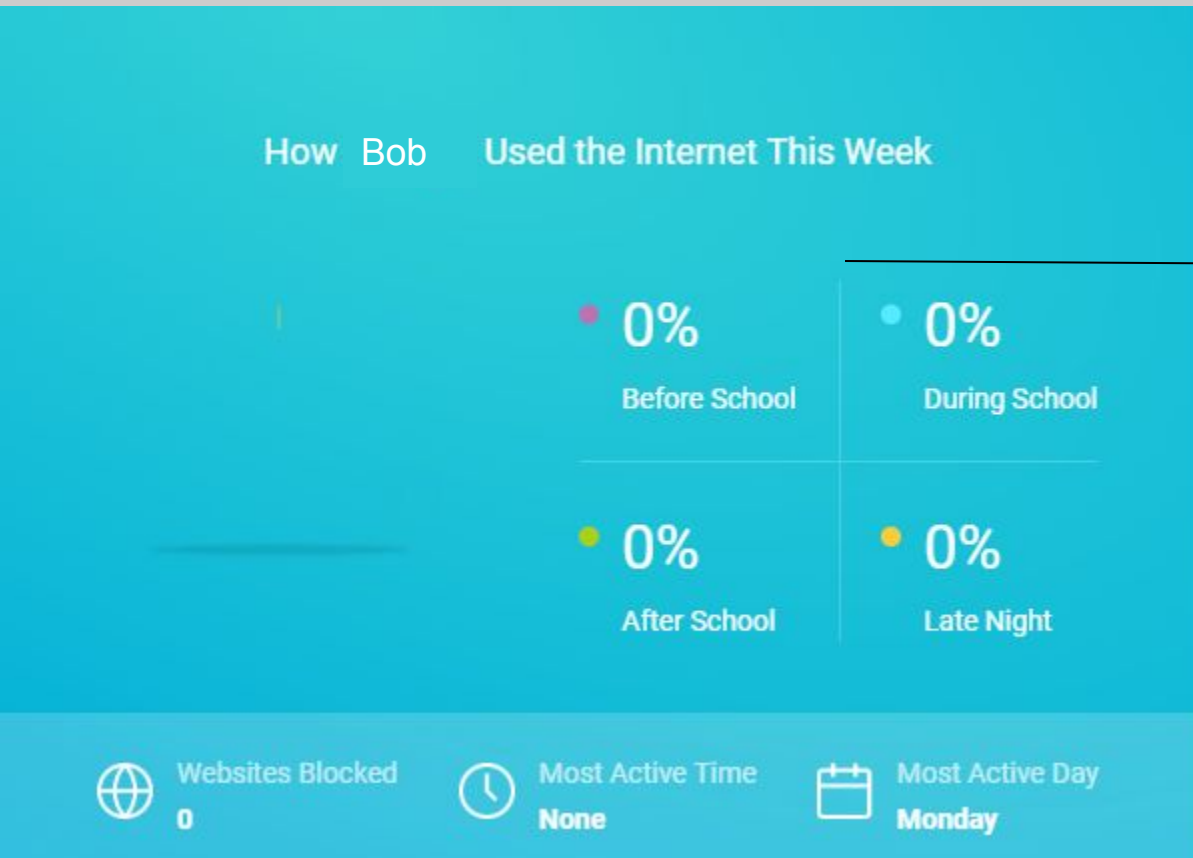 How Bob Used the Internet This Week
0% 0%
Before School During School
0% 0%
After School Late Night
Websites Blocked Most Active Time Most Active Day
0 None Monday